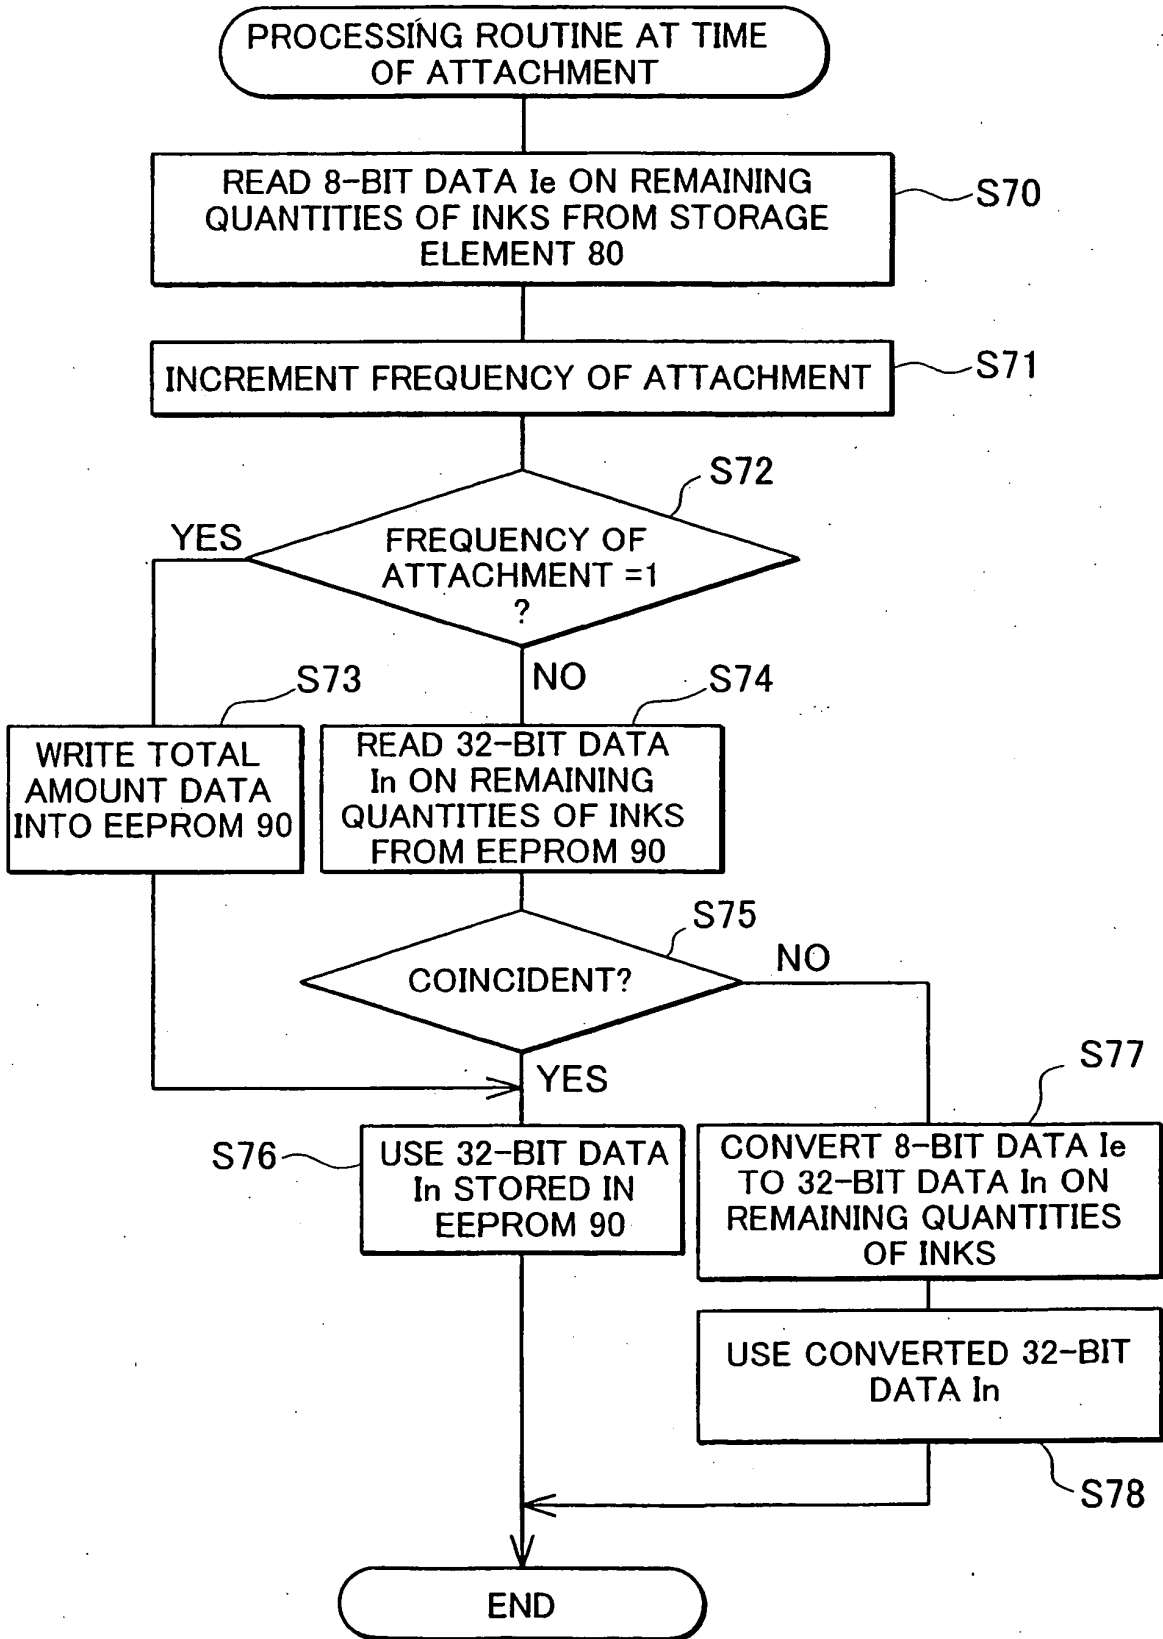 PROCESSING ROUTINE AT TIME
OF ATTACHMENT
READ 8-BIT DATA Ie ON REMAINING
QUANTITIES OF INKS FROM STORAGE
ELEMENT 80
S70
INCREMENT FREQUENCY OF ATTACHMENT
S71
S72
FREQUENCY OF
ATTACHMENT =1
?
YES
NO
S73
WRITE TOTAL
AMOUNT DATA
INTO EEPROM 90
S74
READ 32-BIT DATA
In ON REMAINING
QUANTITIES OF INKS
FROM EEPROM 90
S75
COINCIDENT?
NO
YES
S76
USE 32-BIT DATA
In STORED IN
EEPROM 90
S77
CONVERT 8-BIT DATA Ie
TO 32-BIT DATA In ON
REMAINING QUANTITIES
OF INKS
USE CONVERTED 32-BIT
DATA In
S78
END